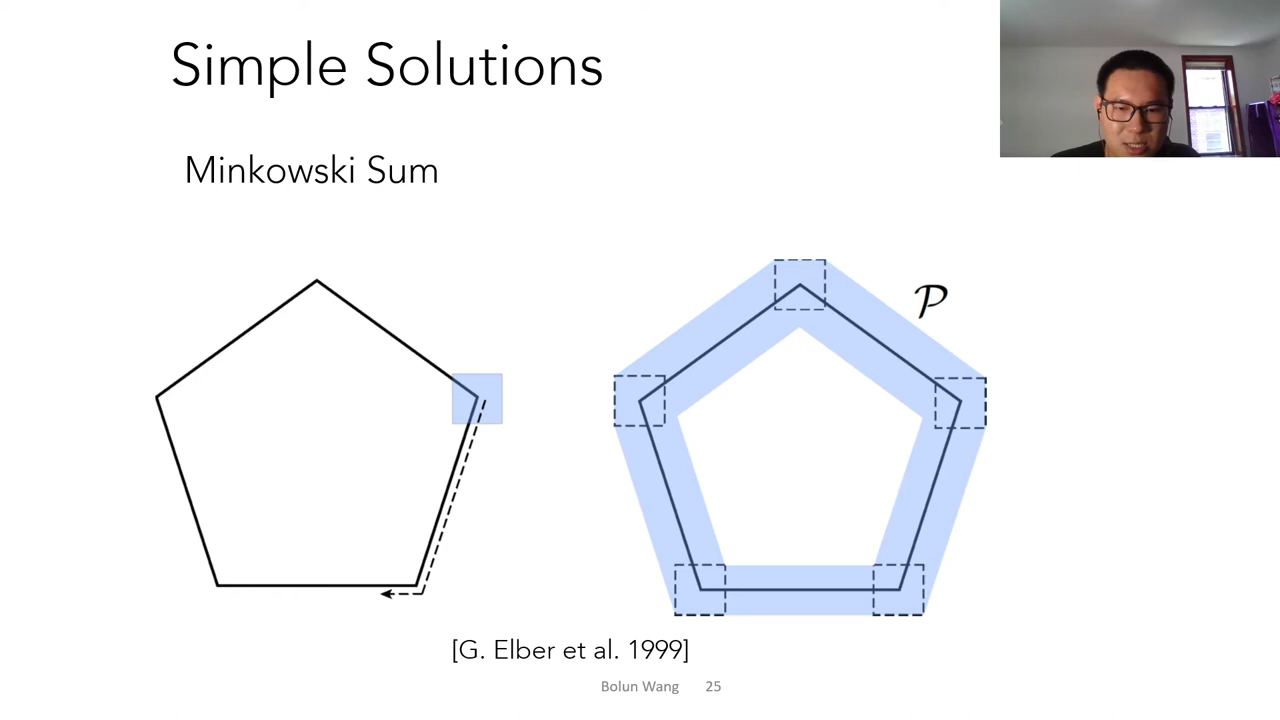 Simple Solutions
Minkowski Sum
𝒫
[G. Elber et al. 1999]
Bolun Wang 25